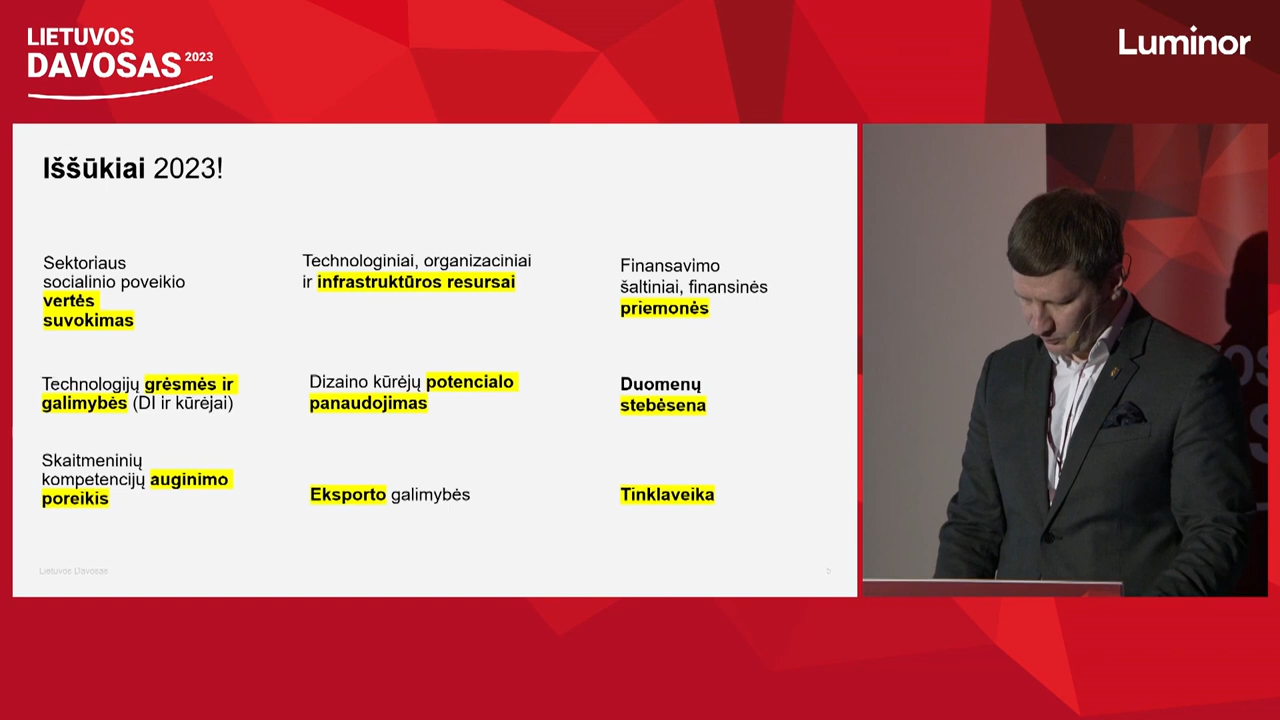 LIETUVOS
DAVOSAS 2023
Luminor
Iššūkiai 2023!
Sektoriaus
socialinio poveikio
vertės
suvokimas
Technologiniai, organizaciniai
ir infrastruktūros resursai
Finansavimo
šaltiniai, finansinės
priemonės
Technologijų grėsmės ir
galimybės (DI ir kūrėjai)
Dizaino kūrėjų potencialo
panaudojimas
Duomenų
stebėsena
Skaitmeninių
kompetencijų auginimo
poreikis
Eksporto galimybės
Tinklaveika
Lietuvos Davosas
5